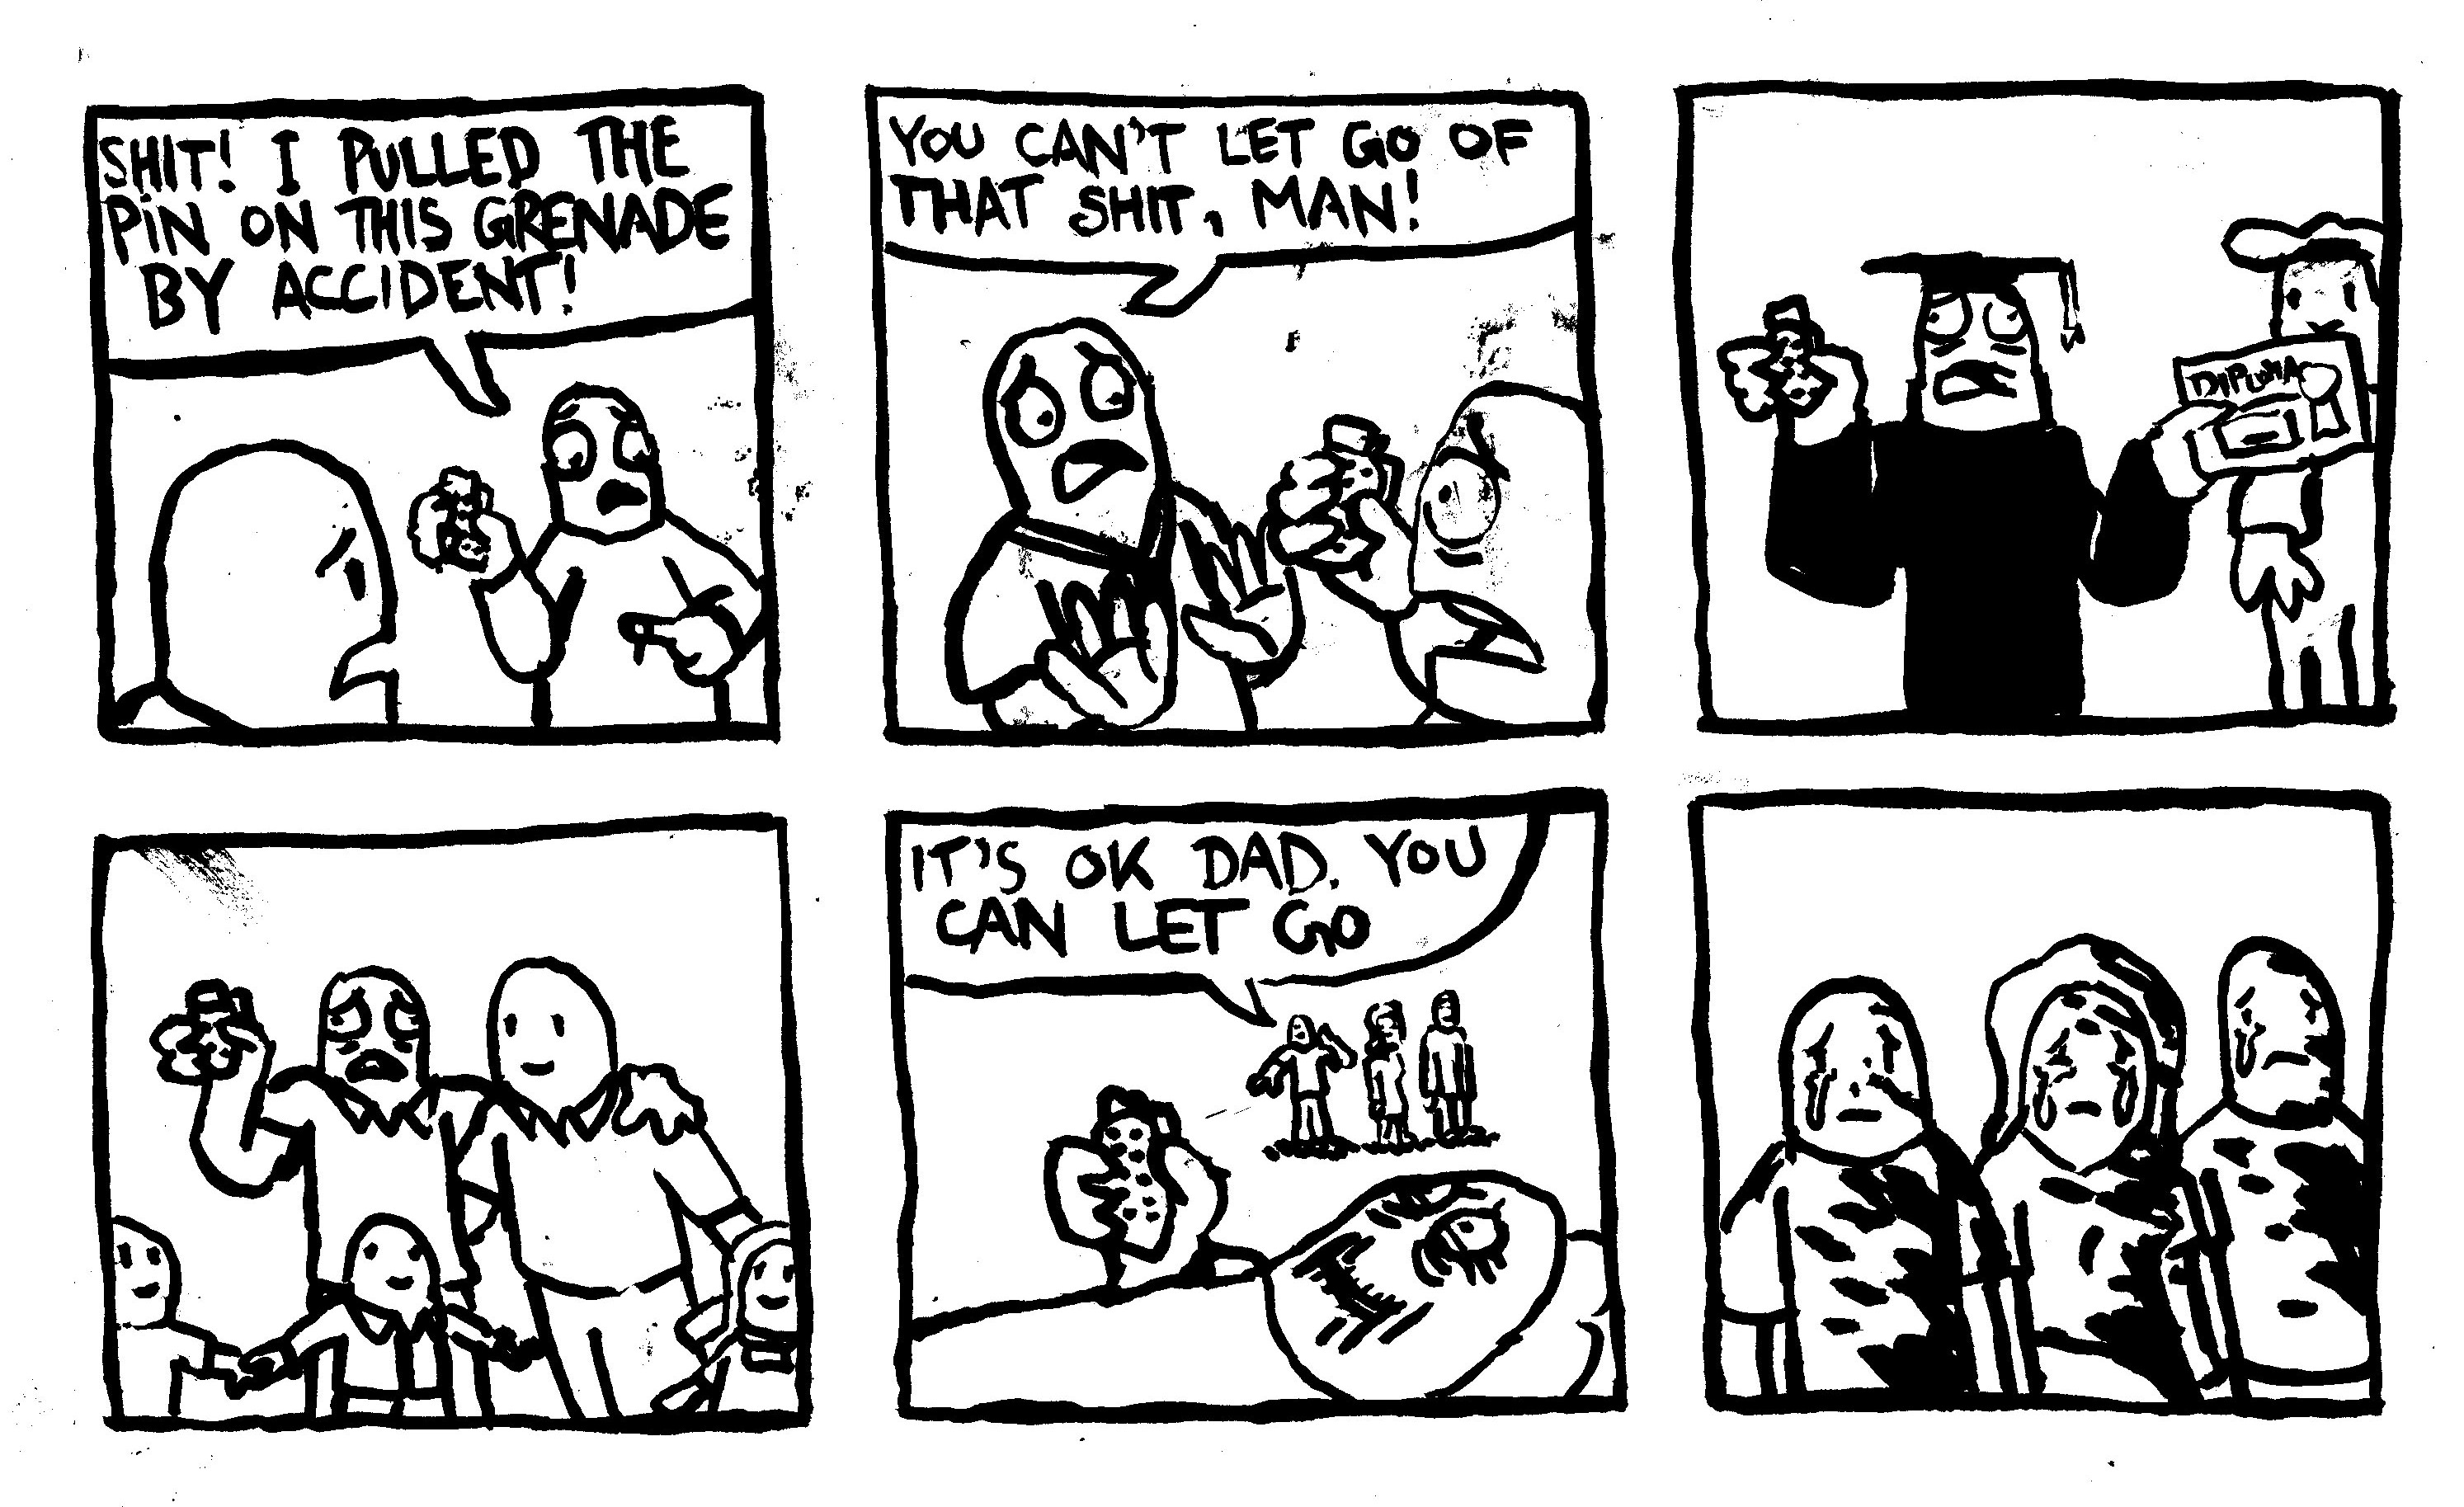 SHIT! I PULLED THE
PIN ON THIS GRENADE
BY ACCIDENT!
YOU CAN'T LET GO OF
THAT SHIT, MAN!
DIPLOMA
IT'S OK DAD. YOU
CAN LET GO